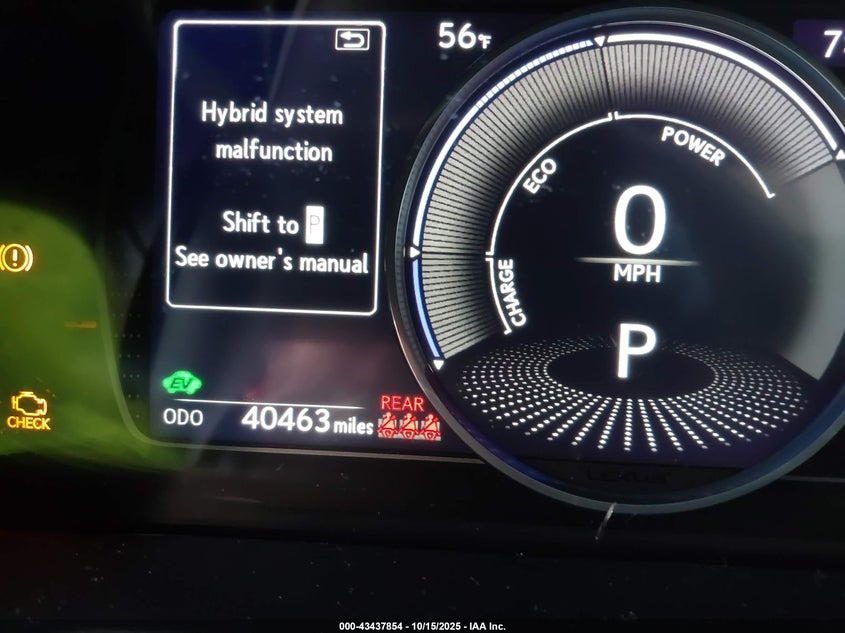 56°F
Hybrid system
malfunction
Shift to P
See owner's manual
CHARGE
ECO
POWER
0
MPH
P
EV
ODO 40463 miles
REAR
CHECK
LEXUS
000-43437854 - 10/15/2025 - IAA Inc.